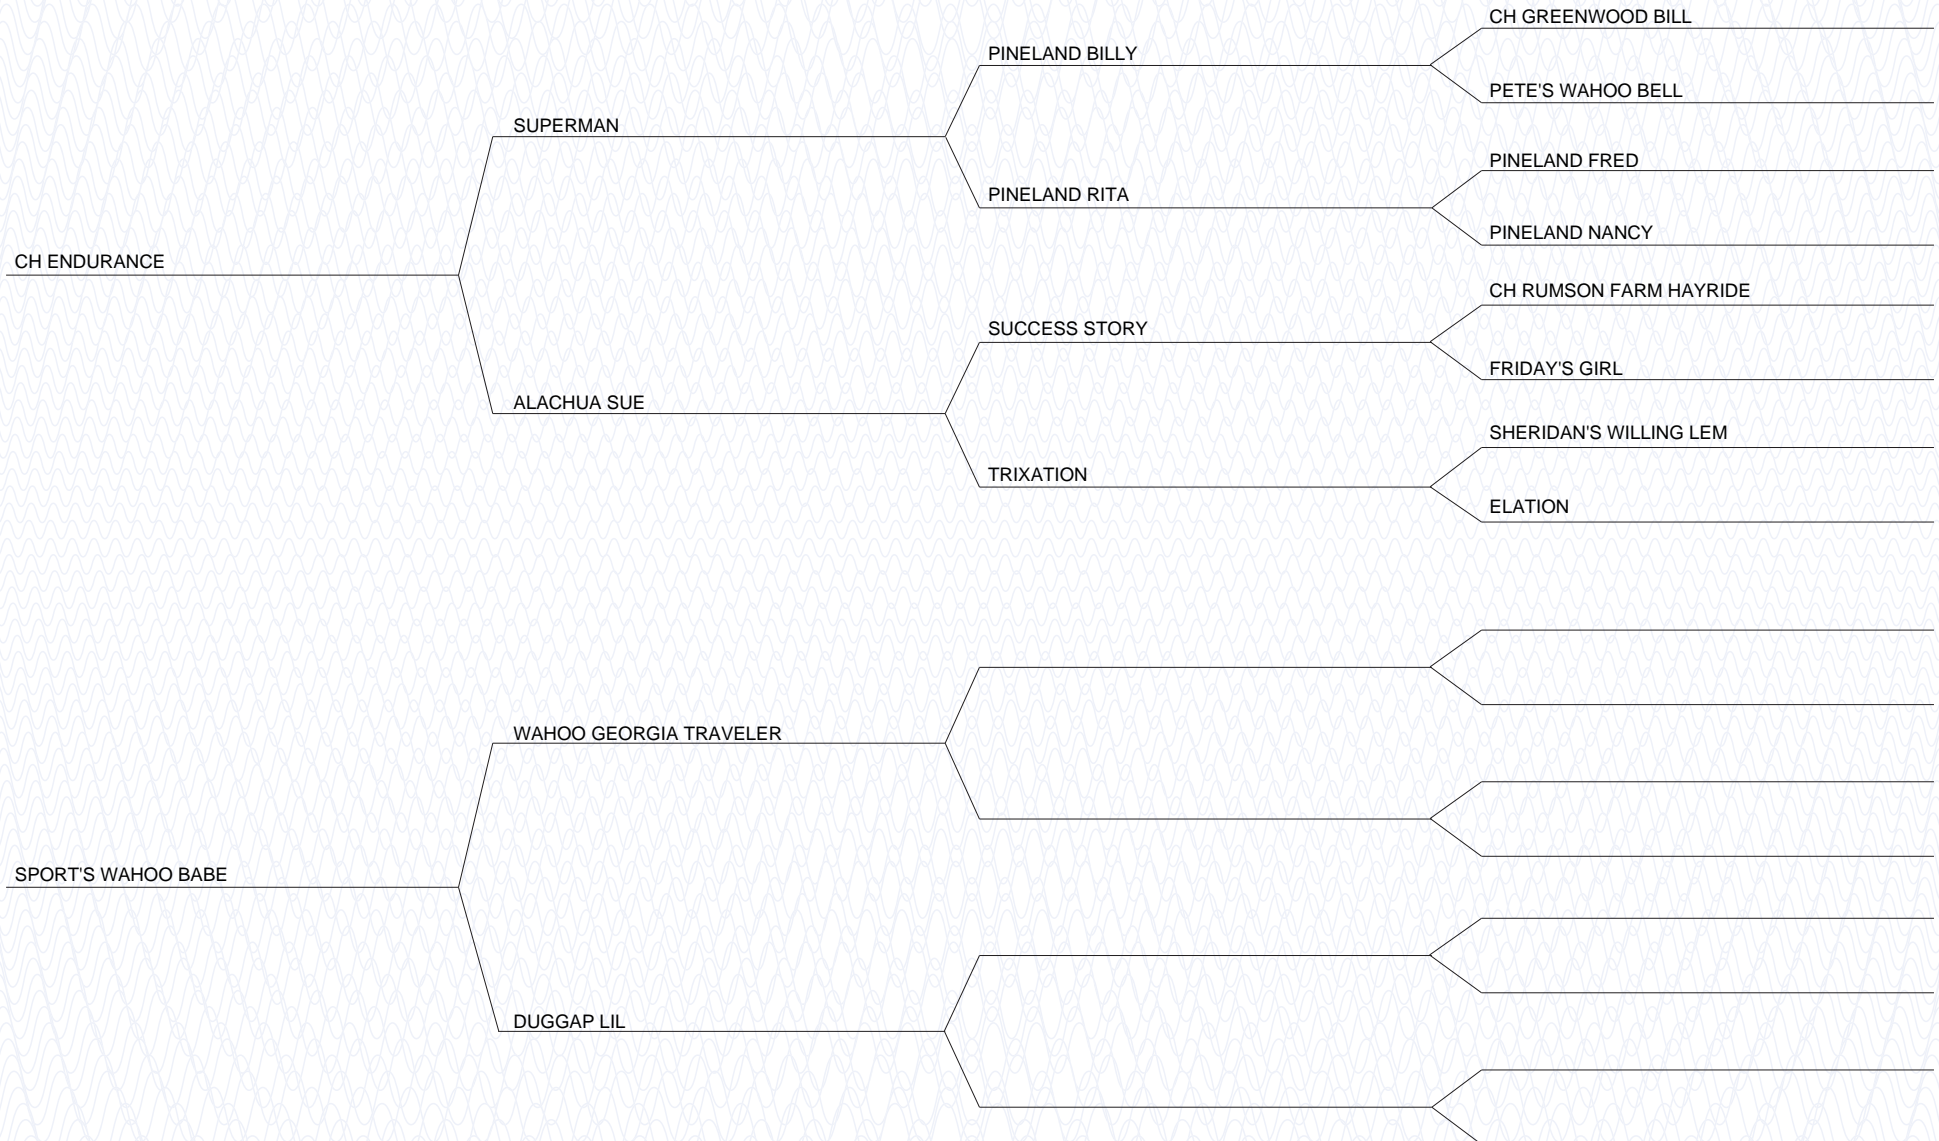 CH GREENWOOD BILL
PINELAND BILLY
PETE'S WAHOO BELL
SUPERMAN
PINELAND FRED
PINELAND RITA
PINELAND NANCY
CH ENDURANCE
CH RUMSON FARM HAYRIDE
SUCCESS STORY
FRIDAY'S GIRL
ALACHUA SUE
SHERIDAN'S WILLING LEM
TRIXATION
ELATION
WAHOO GEORGIA TRAVELER
SPORT'S WAHOO BABE
DUGGAP LIL